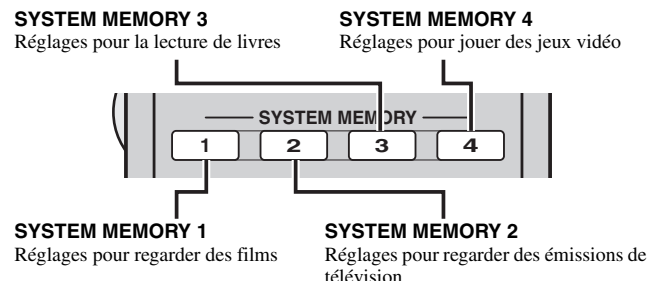 SYSTEM MEMORY 3
Réglages pour la lecture de livres
SYSTEM MEMORY 4
Réglages pour jouer des jeux vidéo
SYSTEM MEMORY
1 2 3 4
SYSTEM MEMORY 1
Réglages pour regarder des films
SYSTEM MEMORY 2
Réglages pour regarder des émissions de
télévision